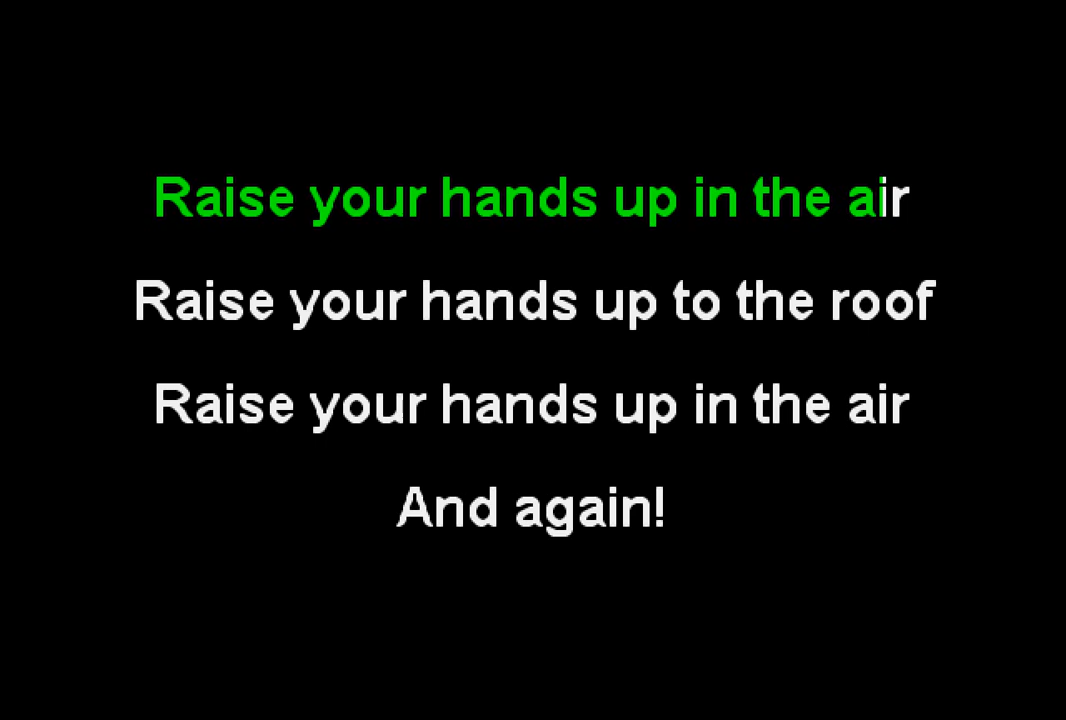 Raise your hands up in the air
Raise your hands up to the roof
Raise your hands up in the air
And again!